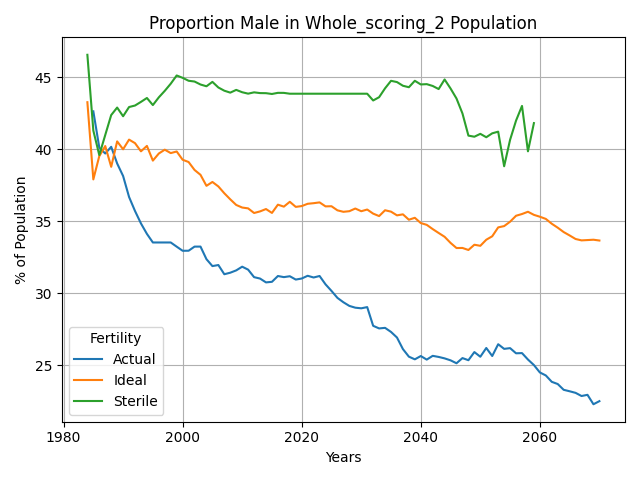 Proportion Male in Whole_scoring_2 Population
% of Population
45
40
35
30
25
Fertility
Actual
Ideal
Sterile
1980
2000
2020
2040
2060
Years